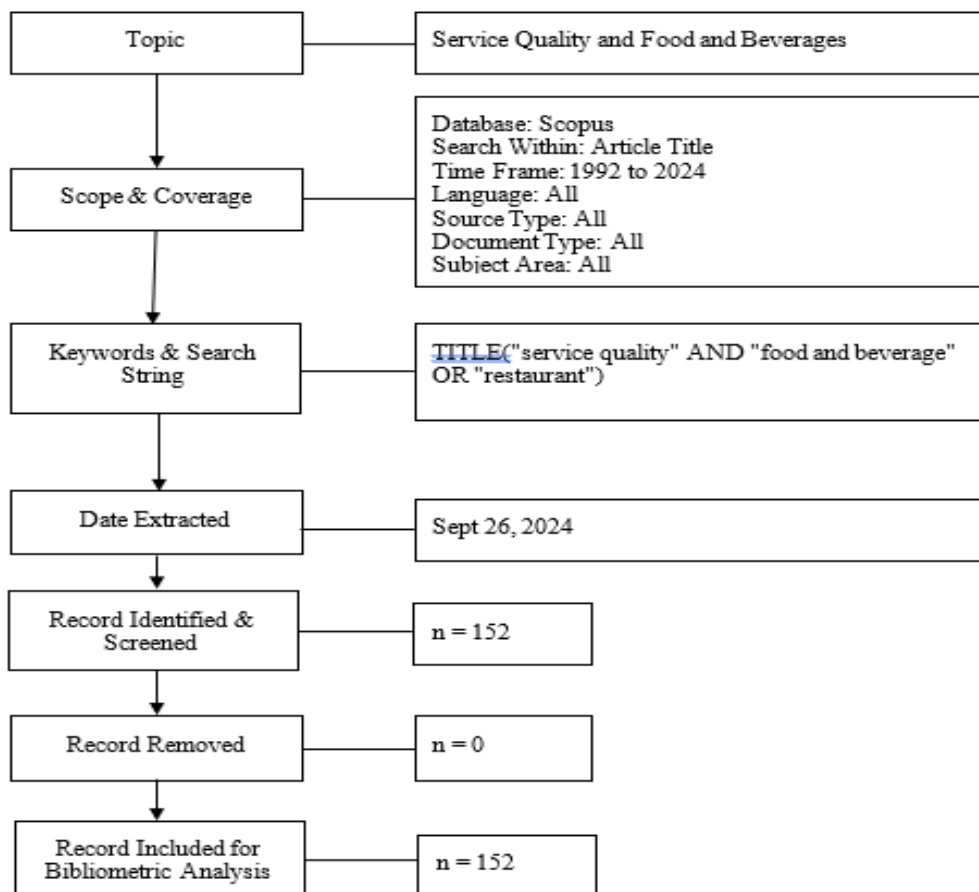 Topic
Service Quality and Food and Beverages
Scope & Coverage
Database: Scopus
Search Within: Article Title
Time Frame: 1992 to 2024
Language: All
Source Type: All
Document Type: All
Subject Area: All
Keywords & Search
String
TITLE("service quality" AND "food and beverage"
OR "restaurant")
Date Extracted
Sept 26, 2024
Record Identified &
Screened
n = 152
Record Removed
n = 0
Record Included for
Bibliometric Analysis
n = 152